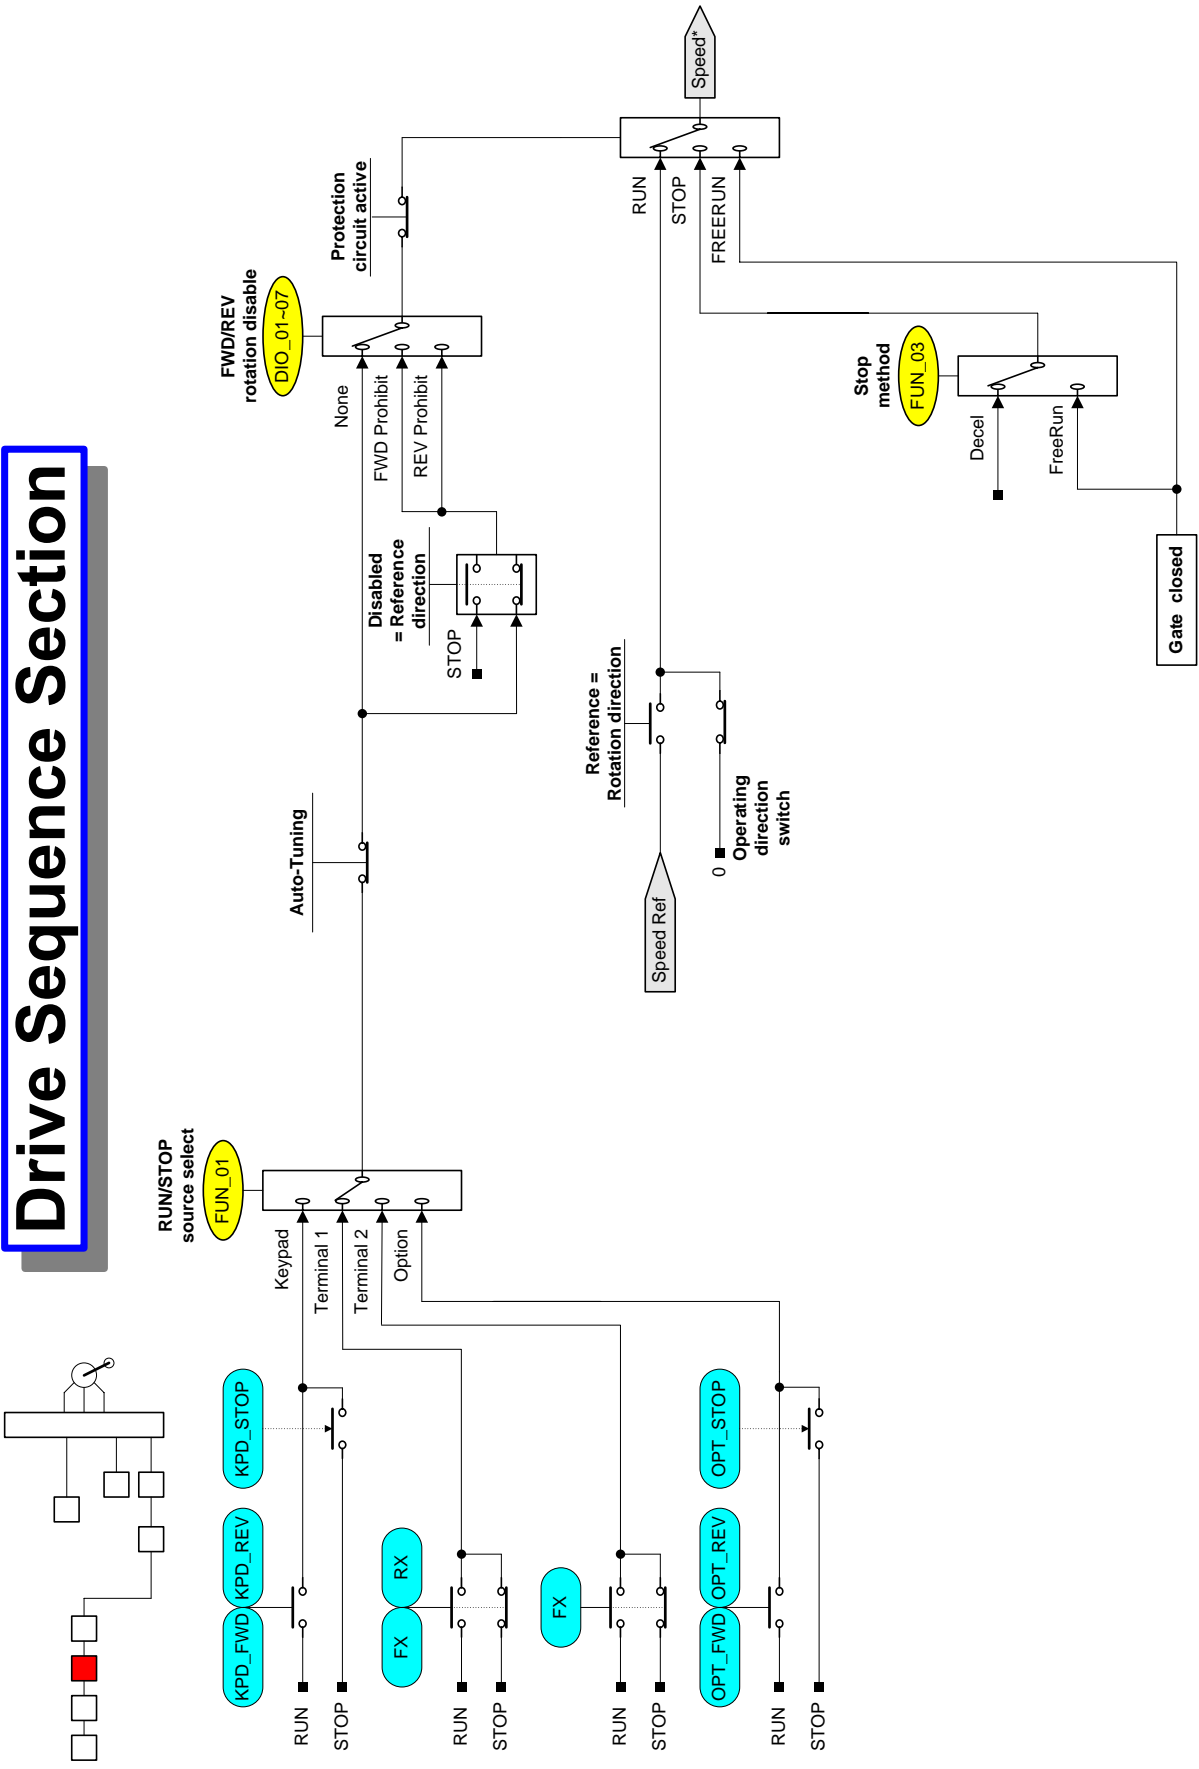 Drive Sequence Section
RUN/STOP
source select
FUN_01
Keypad
Terminal 1
Terminal 2
Option
KPD_FWD
KPD_REV
KPD_STOP
RUN
STOP
FX
RX
RUN
STOP
FX
RUN
STOP
OPT_FWD
OPT_REV
OPT_STOP
RUN
STOP
Auto-Tuning
FWD/REV
rotation disable
DIO_01~07
None
FWD Prohibit
REV Prohibit
Disabled
= Reference
direction
STOP
Protection
circuit active
Reference =
Rotation direction
Speed Ref
0
Operating
direction
switch
RUN
STOP
FREERUN
Speed*
Stop
method
FUN_03
Decel
FreeRun
Gate closed